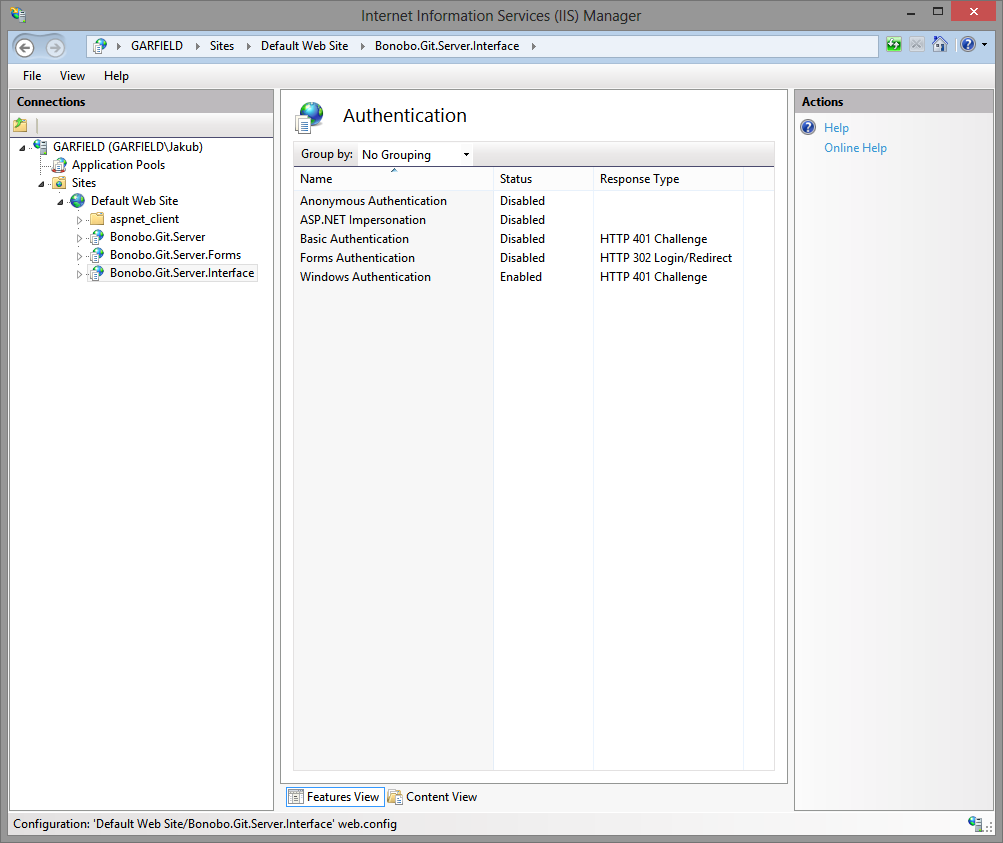 Internet Information Services (IIS) Manager
GARFIELD Sites Default Web Site Bonobo.Git.Server.Interface
File View Help
Connections
GARFIELD (GARFIELD\Jakub)
Application Pools
Sites
Default Web Site
aspnet_client
Bonobo.Git.Server
Bonobo.Git.Server.Forms
Bonobo.Git.Server.Interface
Authentication
Group by: No Grouping
Name Status Response Type
Anonymous Authentication Disabled
ASP.NET Impersonation Disabled
Basic Authentication Disabled HTTP 401 Challenge
Forms Authentication Disabled HTTP 302 Login/Redirect
Windows Authentication Enabled HTTP 401 Challenge
Features View Content View
Actions
Help
Online Help
Configuration: 'Default Web Site/Bonobo.Git.Server.Interface' web.config